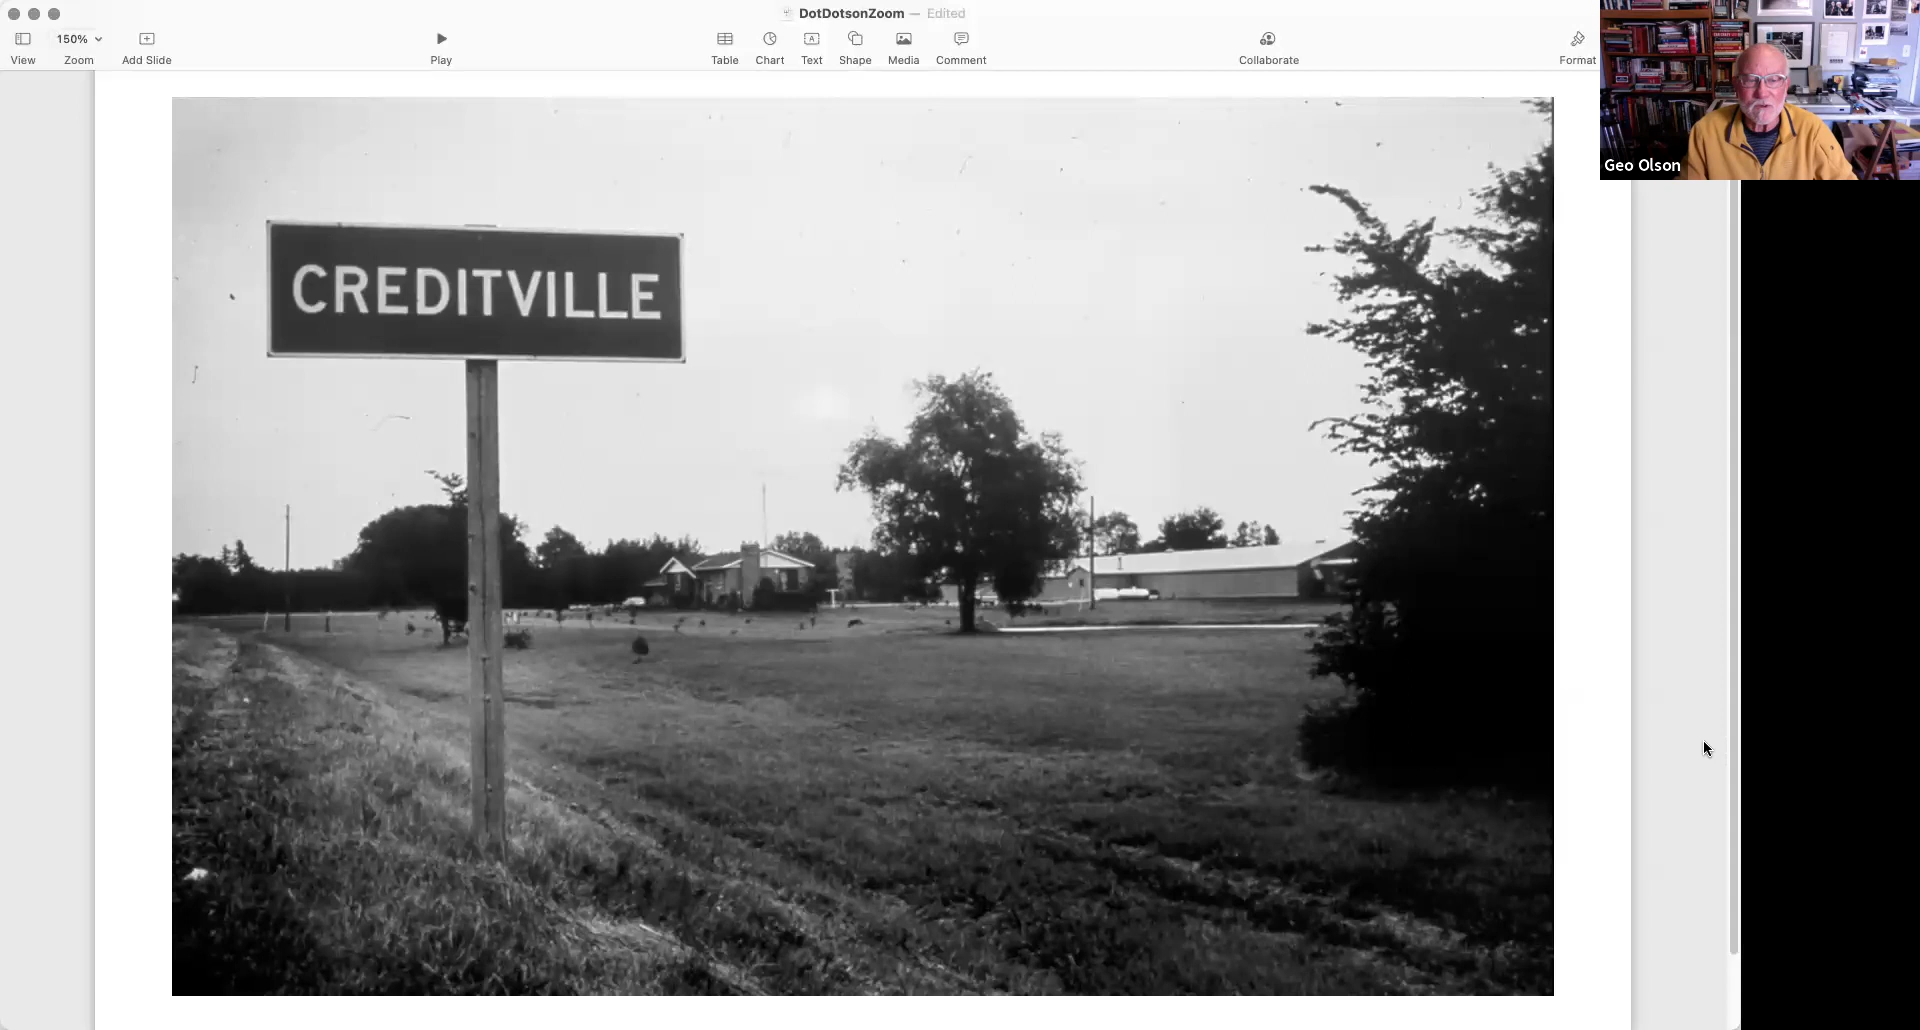 DotDotsonZoom — Edited
150%
View
Zoom
Add Slide
Play
Table
Chart
Text
Shape
Media
Comment
Collaborate
Format
Geo Olson
CREDITVILLE